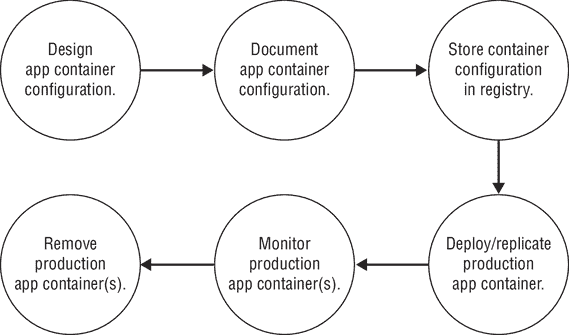 Design
app container
configuration.
Document
app container
configuration.
Store container
configuration
in registry.
Deploy/replicate
production
app container.
Monitor
production
app container(s).
Remove
production
app container(s).